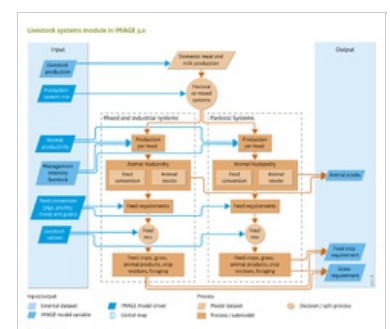 Livestock systems module in IMAGE 3.0
Input
Output
Livestock
production
Domestic meat and
milk production
Production
system mix
Pastoral
or mixed
systems
Mixed and industrial systems
Pastoral Systems
Animal
productivity
Production
per head
Production
per head
Management
intensity
livestock
Animal husbandry
Feed
conversion
Animal
stocks
Animal Husbandry
Feed
conversion
Animal
stocks
Animal stocks
Feed conversion
(pigs, poultry,
sheep and goats)
Feed requirements
Feed requirements
Livestock
rations
Feed
mix
Feed
mix
Feed crops, grass,
animal products, crop
residues, foraging
Feed crops, grass,
animal products, crop
residues, foraging
Feed crop
requirement
Grass
requirement
Input/output
Process
External dataset
IMAGE model driver
Model dataset
Decision / split process
IMAGE model variable
Global map
Process / submodel